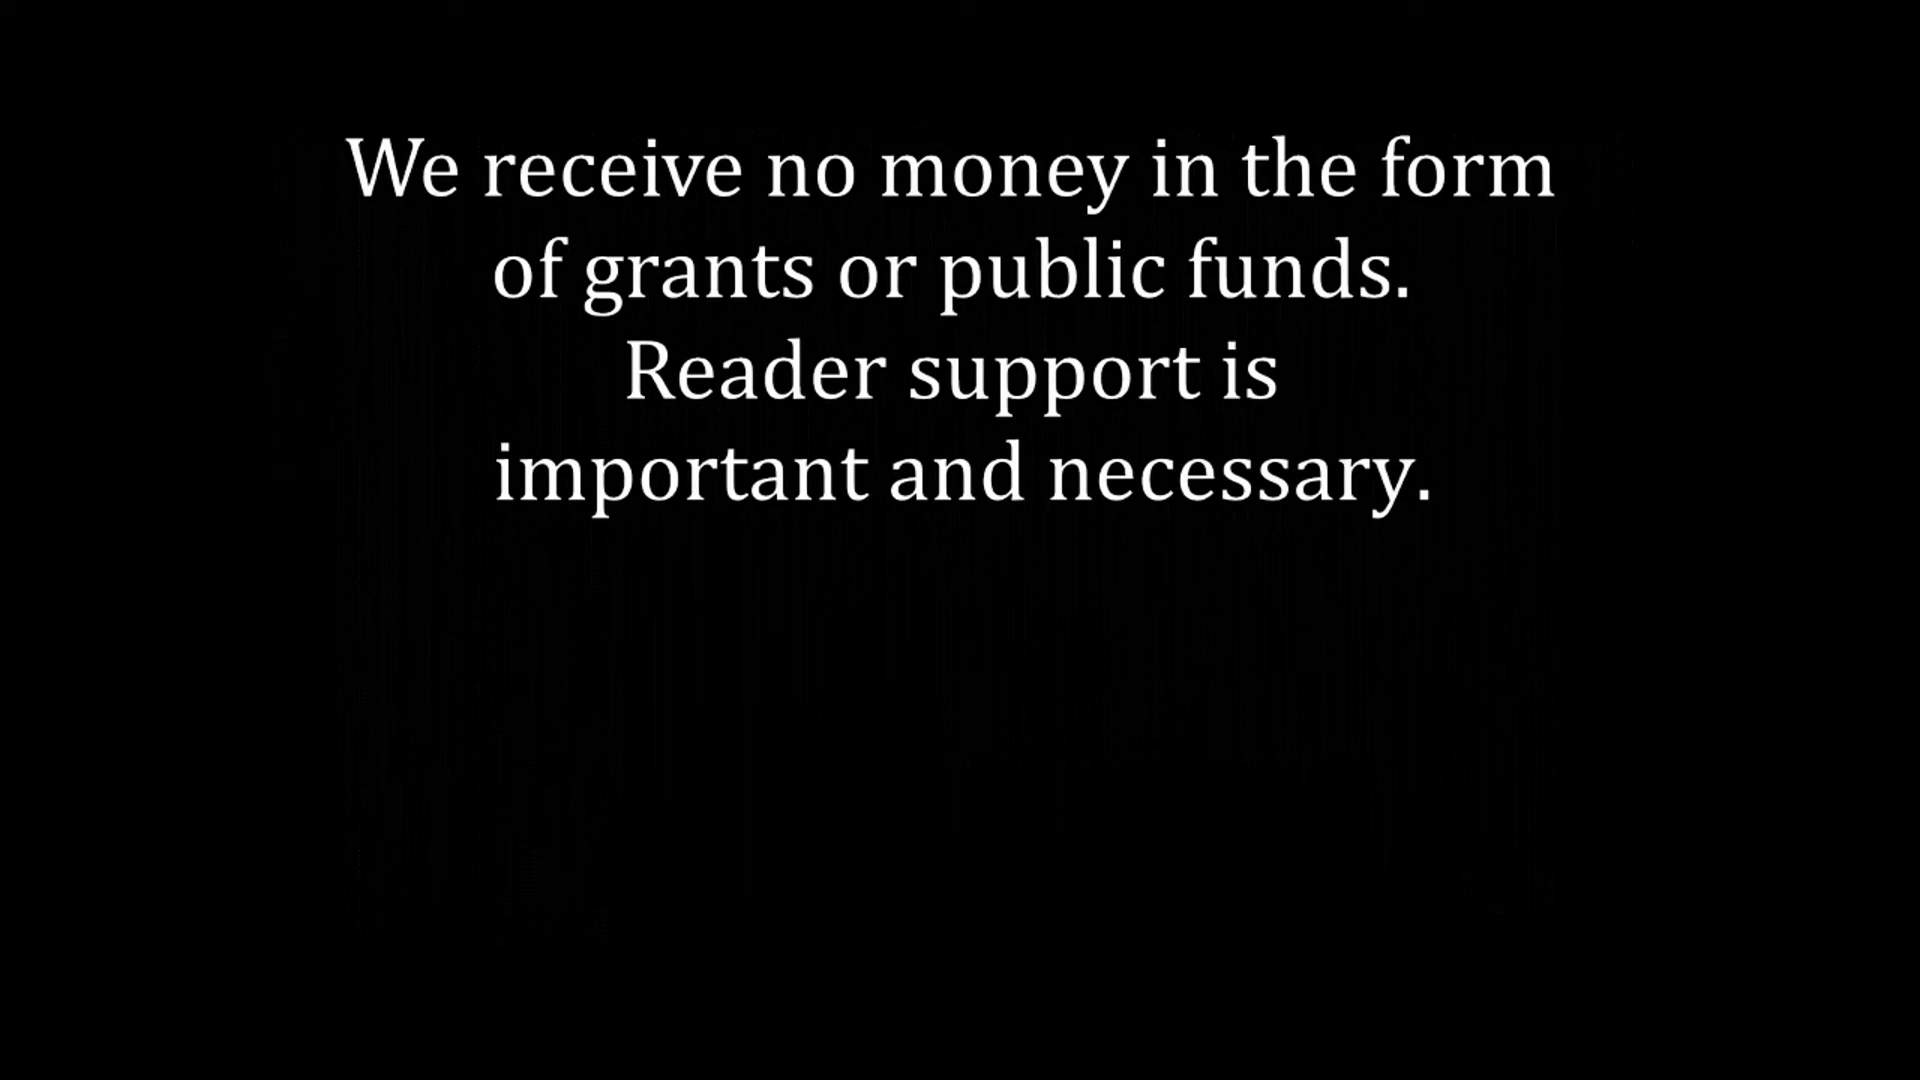 We receive no money in the form
of grants or public funds.
Reader support is
important and necessary.